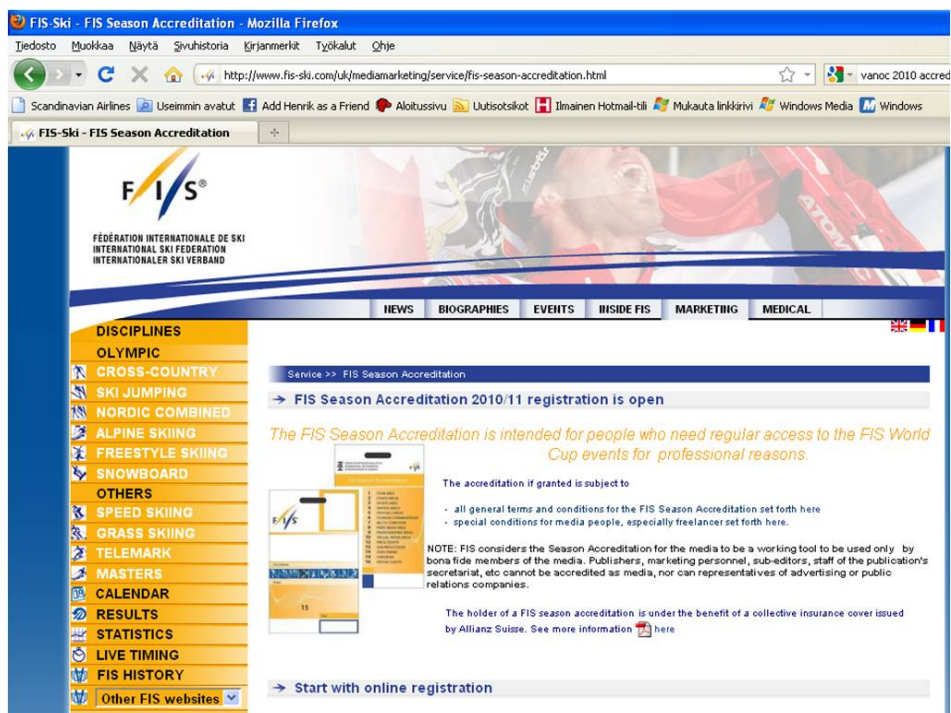 FIS-Ski - FIS Season Accreditation - Mozilla Firefox
Tiedosto Muokkaa Näytä Sivuhistoria Kirjanmerkit Työkalut Ohje
http://www.fis-ski.com/uk/mediamarketing/service/fis-season-accreditation.html
vanoc 2010 accred
Scandinavian Airlines Useimmin avatut Add Henrik as a Friend Aloitussivu Uutisotsikot Ilmainen Hotmail-tili Mukauta linkkirivi Windows Media Windows
FIS-Ski - FIS Season Accreditation
F/I/S®
FÉDÉRATION INTERNATIONALE DE SKI
INTERNATIONAL SKI FEDERATION
INTERNATIONALER SKI VERBAND
ATOMIC
NEWS BIOGRAPHIES EVENTS INSIDE FIS MARKETING MEDICAL
DISCIPLINES
OLYMPIC
CROSS-COUNTRY
SKI JUMPING
NORDIC COMBINED
ALPINE SKIING
FREESTYLE SKIING
SNOWBOARD
OTHERS
SPEED SKIING
GRASS SKIING
TELEMARK
MASTERS
CALENDAR
RESULTS
STATISTICS
LIVE TIMING
FIS HISTORY
Other FIS websites
Service >> FIS Season Accreditation
FIS Season Accreditation 2010/11 registration is open
The FIS Season Accreditation is intended for people who need regular access to the FIS World
Cup events for professional reasons.
FIS Season Accreditation
F/I/S
15
The accreditation if granted is subject to
- all general terms and conditions for the FIS Season Accreditation set forth here
- special conditions for media people, especially freelancer set forth here.
NOTE: FIS considers the Season Accreditation for the media to be a working tool to be used only by
bona fide members of the media. Publishers, marketing personnel, sub-editors, staff of the publication's
secretariat, etc cannot be accredited as media, nor can representatives of advertising or public
relations companies.
The holder of a FIS season accreditation is under the benefit of a collective insurance cover issued
by Allianz Suisse. See more information here
Start with online registration